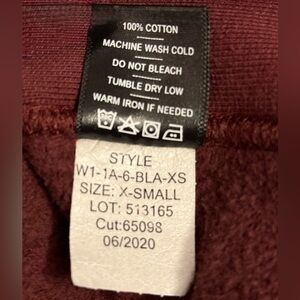 100% COTTON
MACHINE WASH COLD
DO NOT BLEACH
TUMBLE DRY LOW
WARM IRON IF NEEDED
STYLE
W1-1A-6-BLA-XS
SIZE: X-SMALL
LOT: 513165
Cut:65098
06/2020